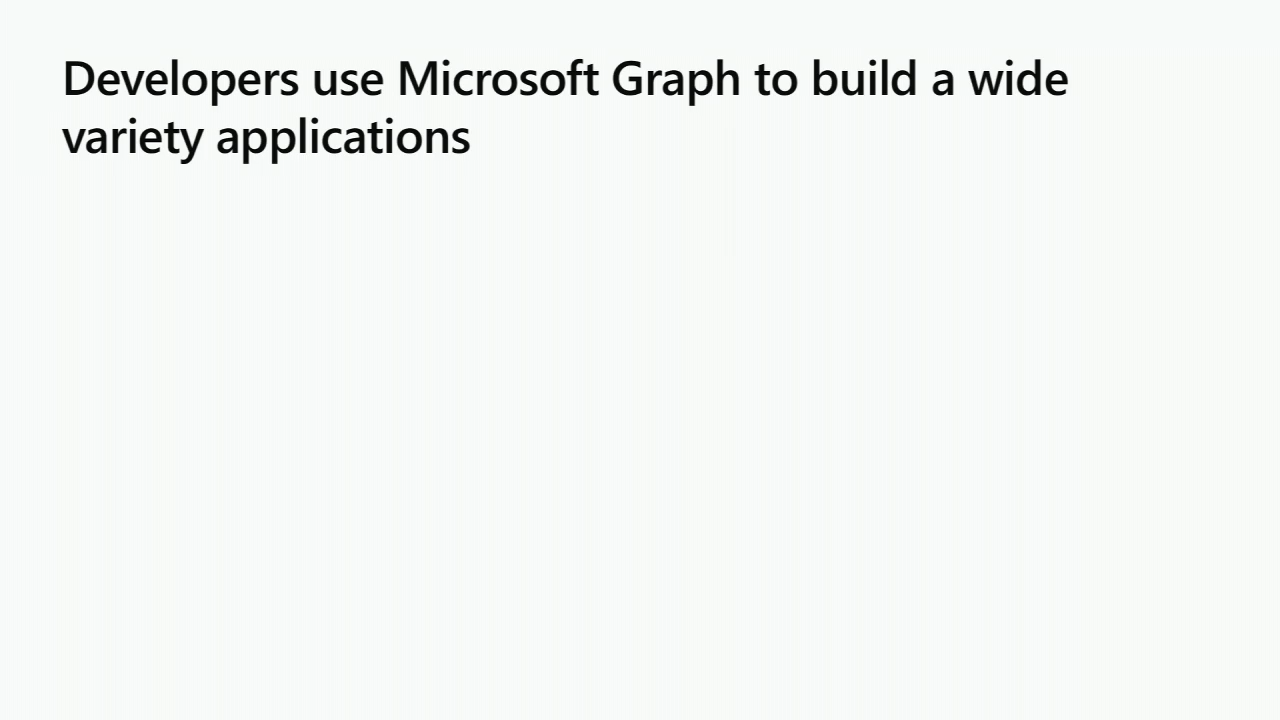 Developers use Microsoft Graph to build a wide
variety applications